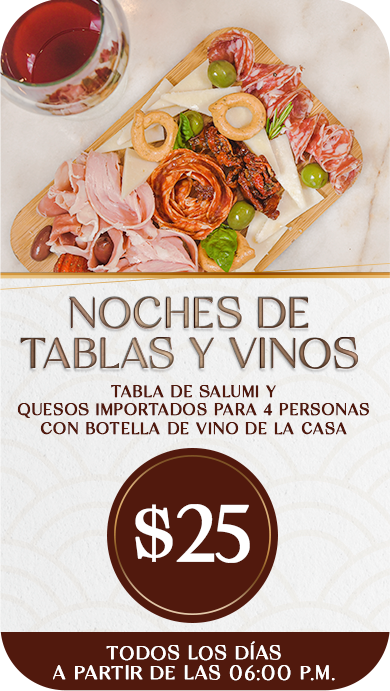 NOCHES DE
TABLAS Y VINOS
TABLA DE SALUMI Y
QUESOS IMPORTADOS PARA 4 PERSONAS
CON BOTELLA DE VINO DE LA CASA
$25
TODOS LOS DÍAS
A PARTIR DE LAS 06:00 P.M.